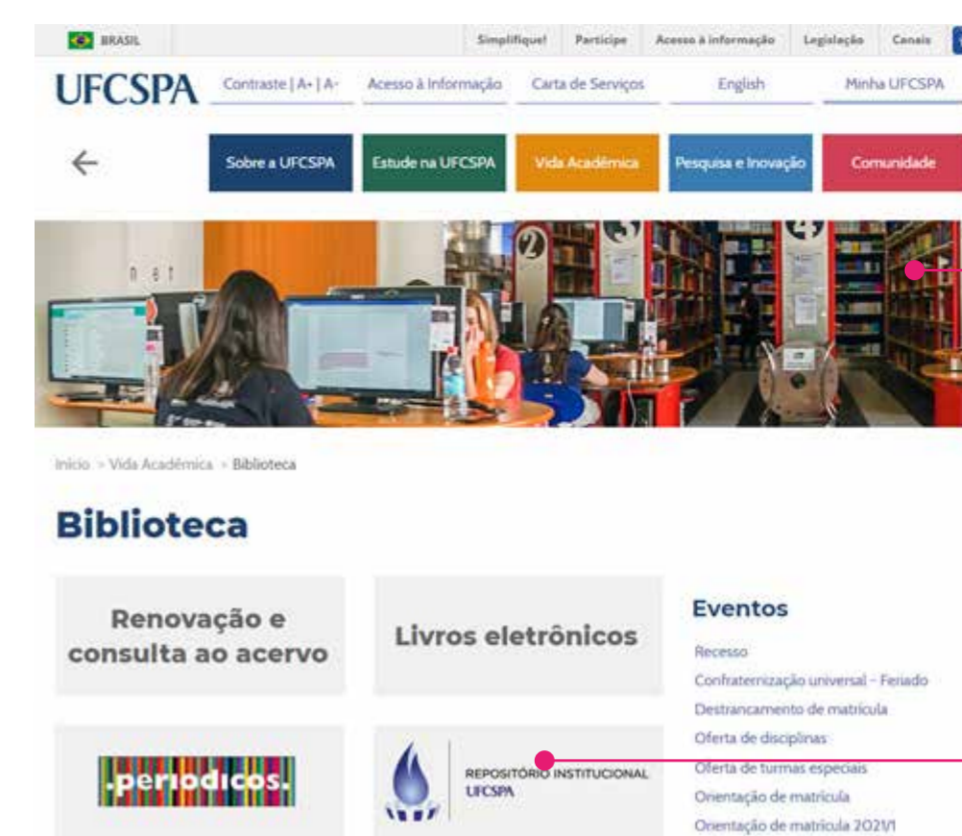 BRASIL
Simplifique! Participe Acesso à informação Legislação Canais
UFCSPA
Contraste | A+ | A- Acesso à Informação Carta de Serviços English Minha UFCSPA
Sobre a UFCSPA Estude na UFCSPA Vida Acadêmica Pesquisa e Inovação Comunidade
2 3 4
Início > Vida Acadêmica > Biblioteca
Biblioteca
Renovação e
consulta ao acervo
Livros eletrônicos
.periodicos.
REPOSITÓRIO INSTITUCIONAL
UFCSPA
Eventos
Recesso
Confraternização universal - Feriado
Destrancamento de matrícula
Oferta de disciplinas
Oferta de turmas especiais
Orientação de matrícula
Orientação de matrícula 2021/1